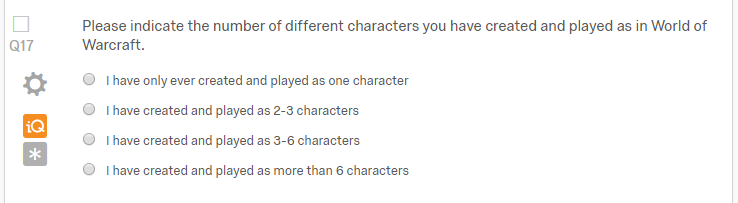 Please indicate the number of different characters you have created and played as in World of
Q17
Warcraft.
I have only ever created and played as one character
I have created and played as 2-3 characters
iQ
I have created and played as 3-6 characters
*
I have created and played as more than 6 characters